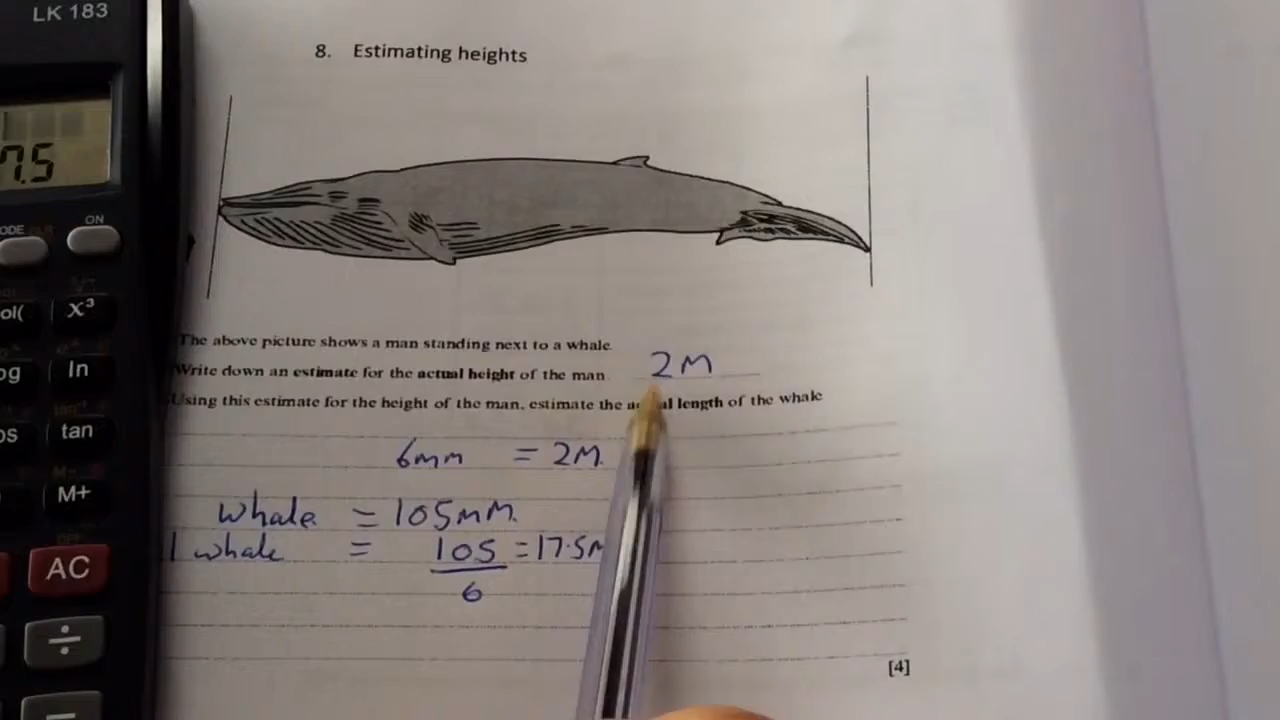 LK 183
7.5
ON
x³
ln
tan
M+
AC
÷
8. Estimating heights
The above picture shows a man standing next to a whale.
Write down an estimate for the actual height of the man 2M
Using this estimate for the height of the man, estimate the length of the whale
6mm = 2M
whale = 105mm.
1 whale = 105 = 17.5M
6
[4]